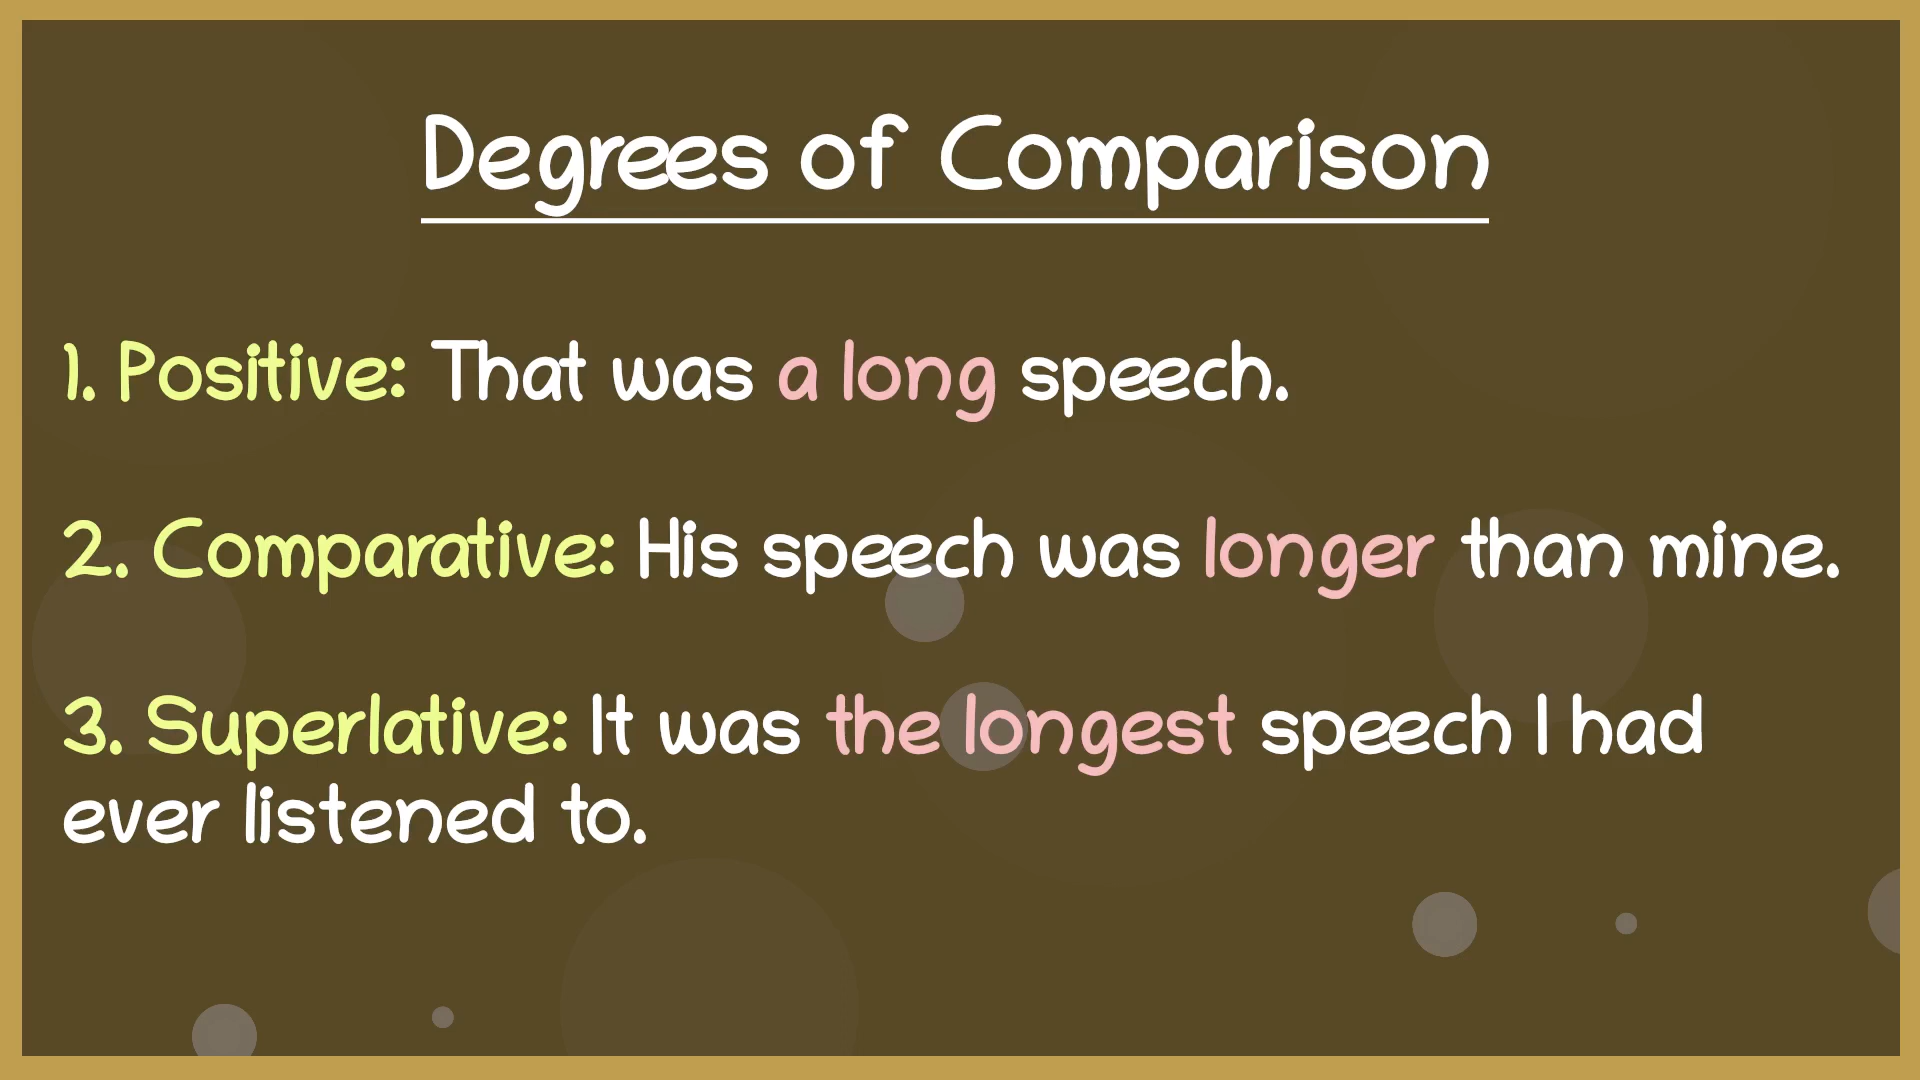 Degrees of Comparison
1. Positive: That was a long speech.
2. Comparative: His speech was longer than mine.
3. Superlative: It was the longest speech I had
ever listened to.